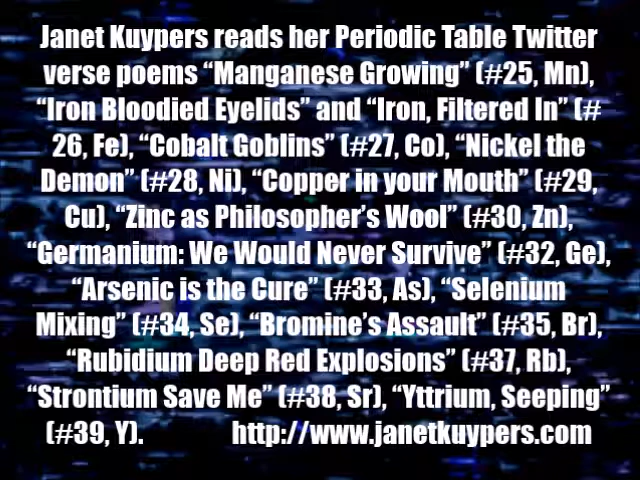 Janet Kuypers reads her Periodic Table Twitter
verse poems “Manganese Growing” (#25, Mn),
“Iron Bloodied Eyelids” and “Iron, Filtered In” (#
26, Fe), “Cobalt Goblins” (#27, Co), “Nickel the
Demon” (#28, Ni), “Copper in your Mouth” (#29,
Cu), “Zinc as Philosopher’s Wool” (#30, Zn),
“Germanium: We Would Never Survive” (#32, Ge),
“Arsenic is the Cure” (#33, As), “Selenium
Mixing” (#34, Se), “Bromine’s Assault” (#35, Br),
“Rubidium Deep Red Explosions” (#37, Rb),
“Strontium Save Me” (#38, Sr), “Yttrium, Seeping”
(#39, Y). http://www.janetkuypers.com